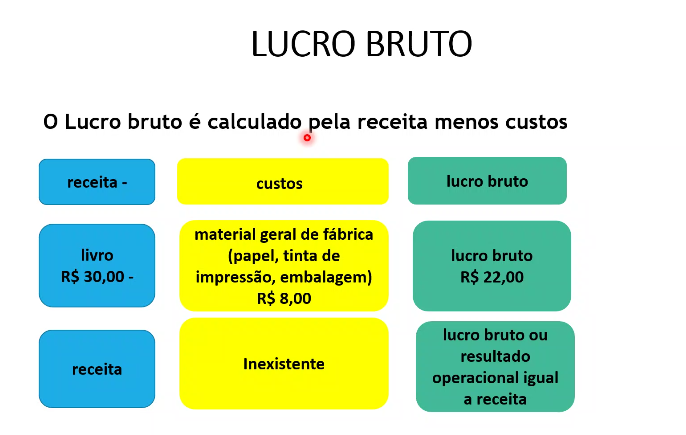 LUCRO BRUTO
O Lucro bruto é calculado pela receita menos custos
receita -
custos
lucro bruto
livro
R$ 30,00 -
material geral de fábrica
(papel, tinta de
impressão, embalagem)
R$ 8,00
lucro bruto
R$ 22,00
receita
Inexistente
lucro bruto ou
resultado
operacional igual
a receita